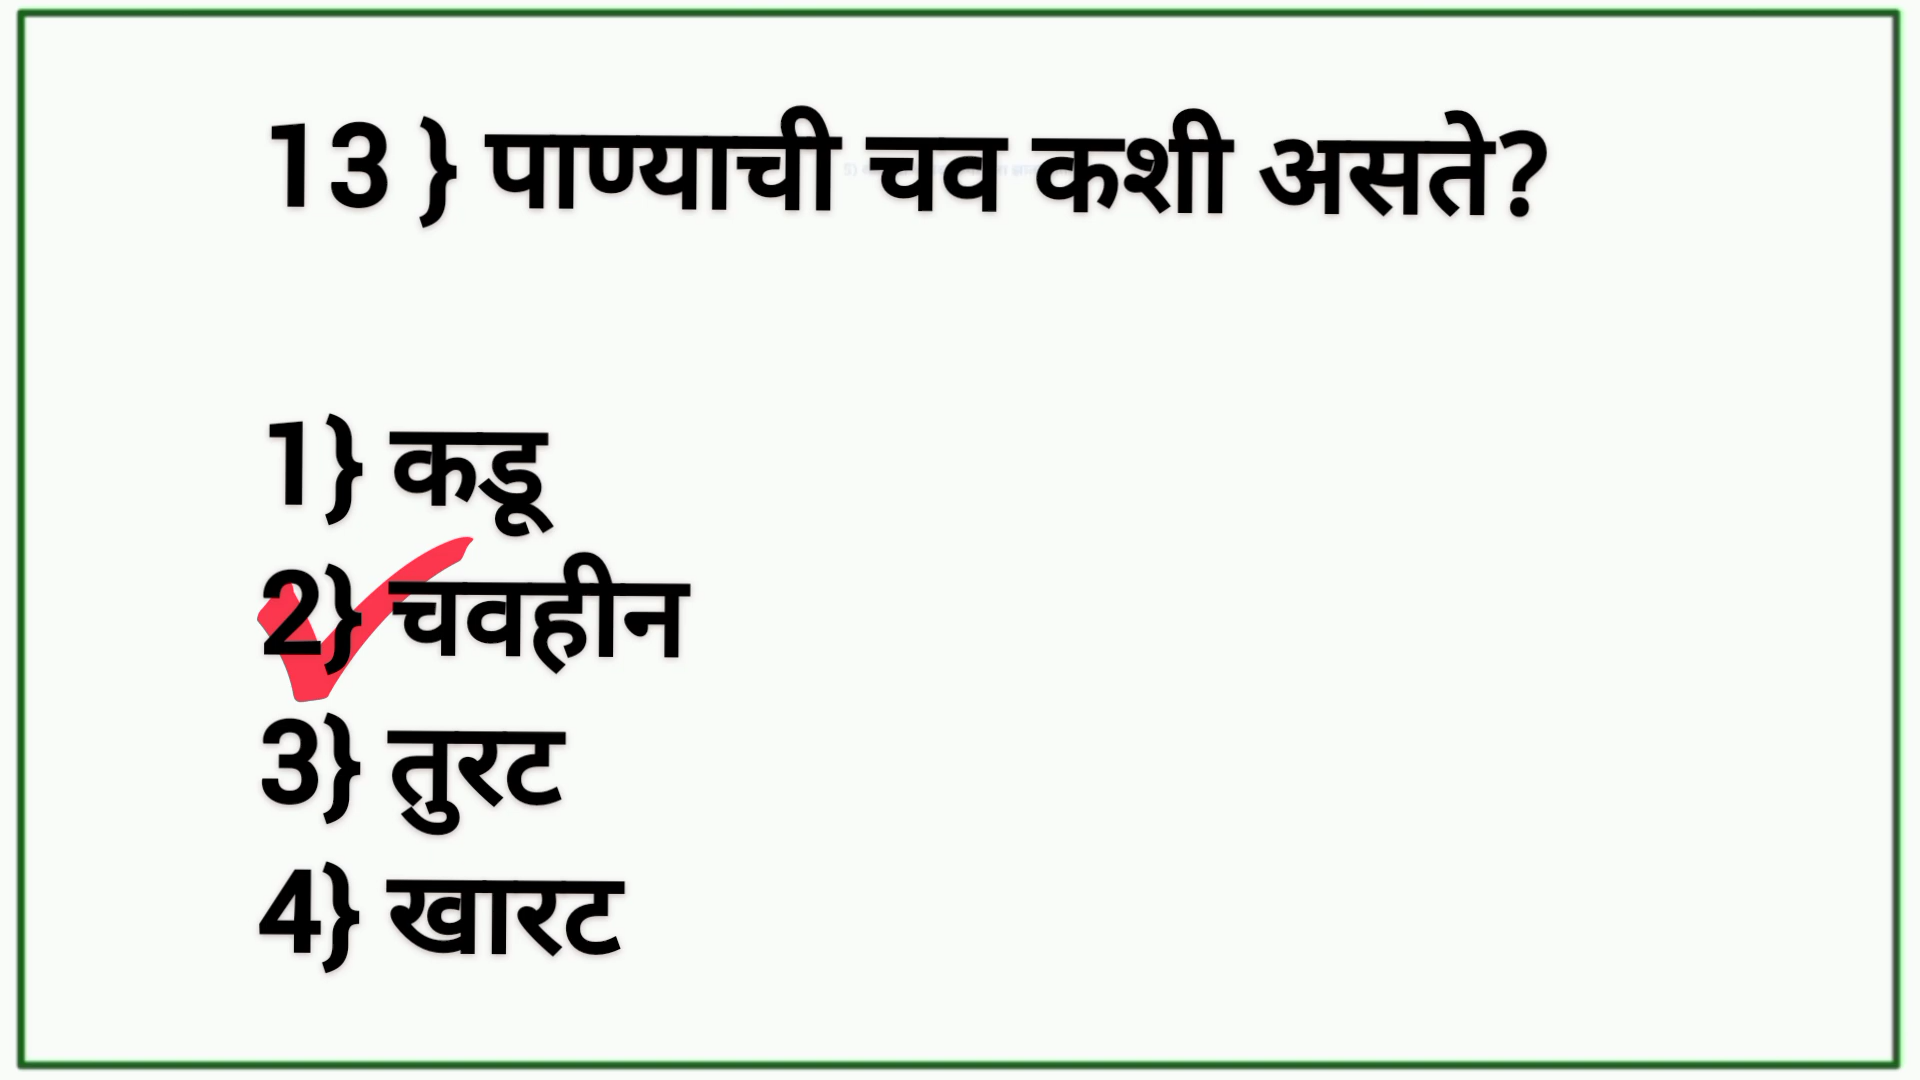 13 } पाण्याची चव कशी असते?
1} कडू
2} चवहीन
3} तुरट
4} खारट